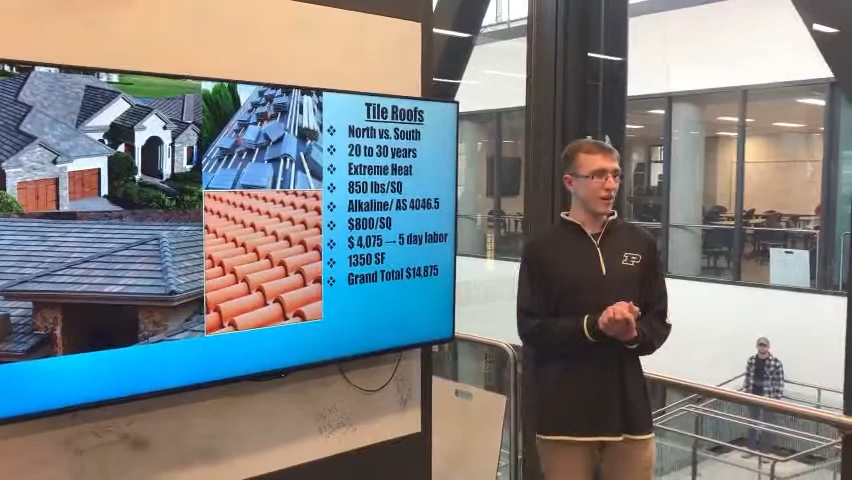 Tile Roofs
❖ North vs. South
❖ 20 to 30 years
❖ Extreme Heat
❖ 850 lbs/SQ
❖ Alkaline/ AS 4046.5
❖ $800/SQ
❖ $ 4,075 → 5 day labor
❖ 1350 SF
❖ Grand Total $14,875
P